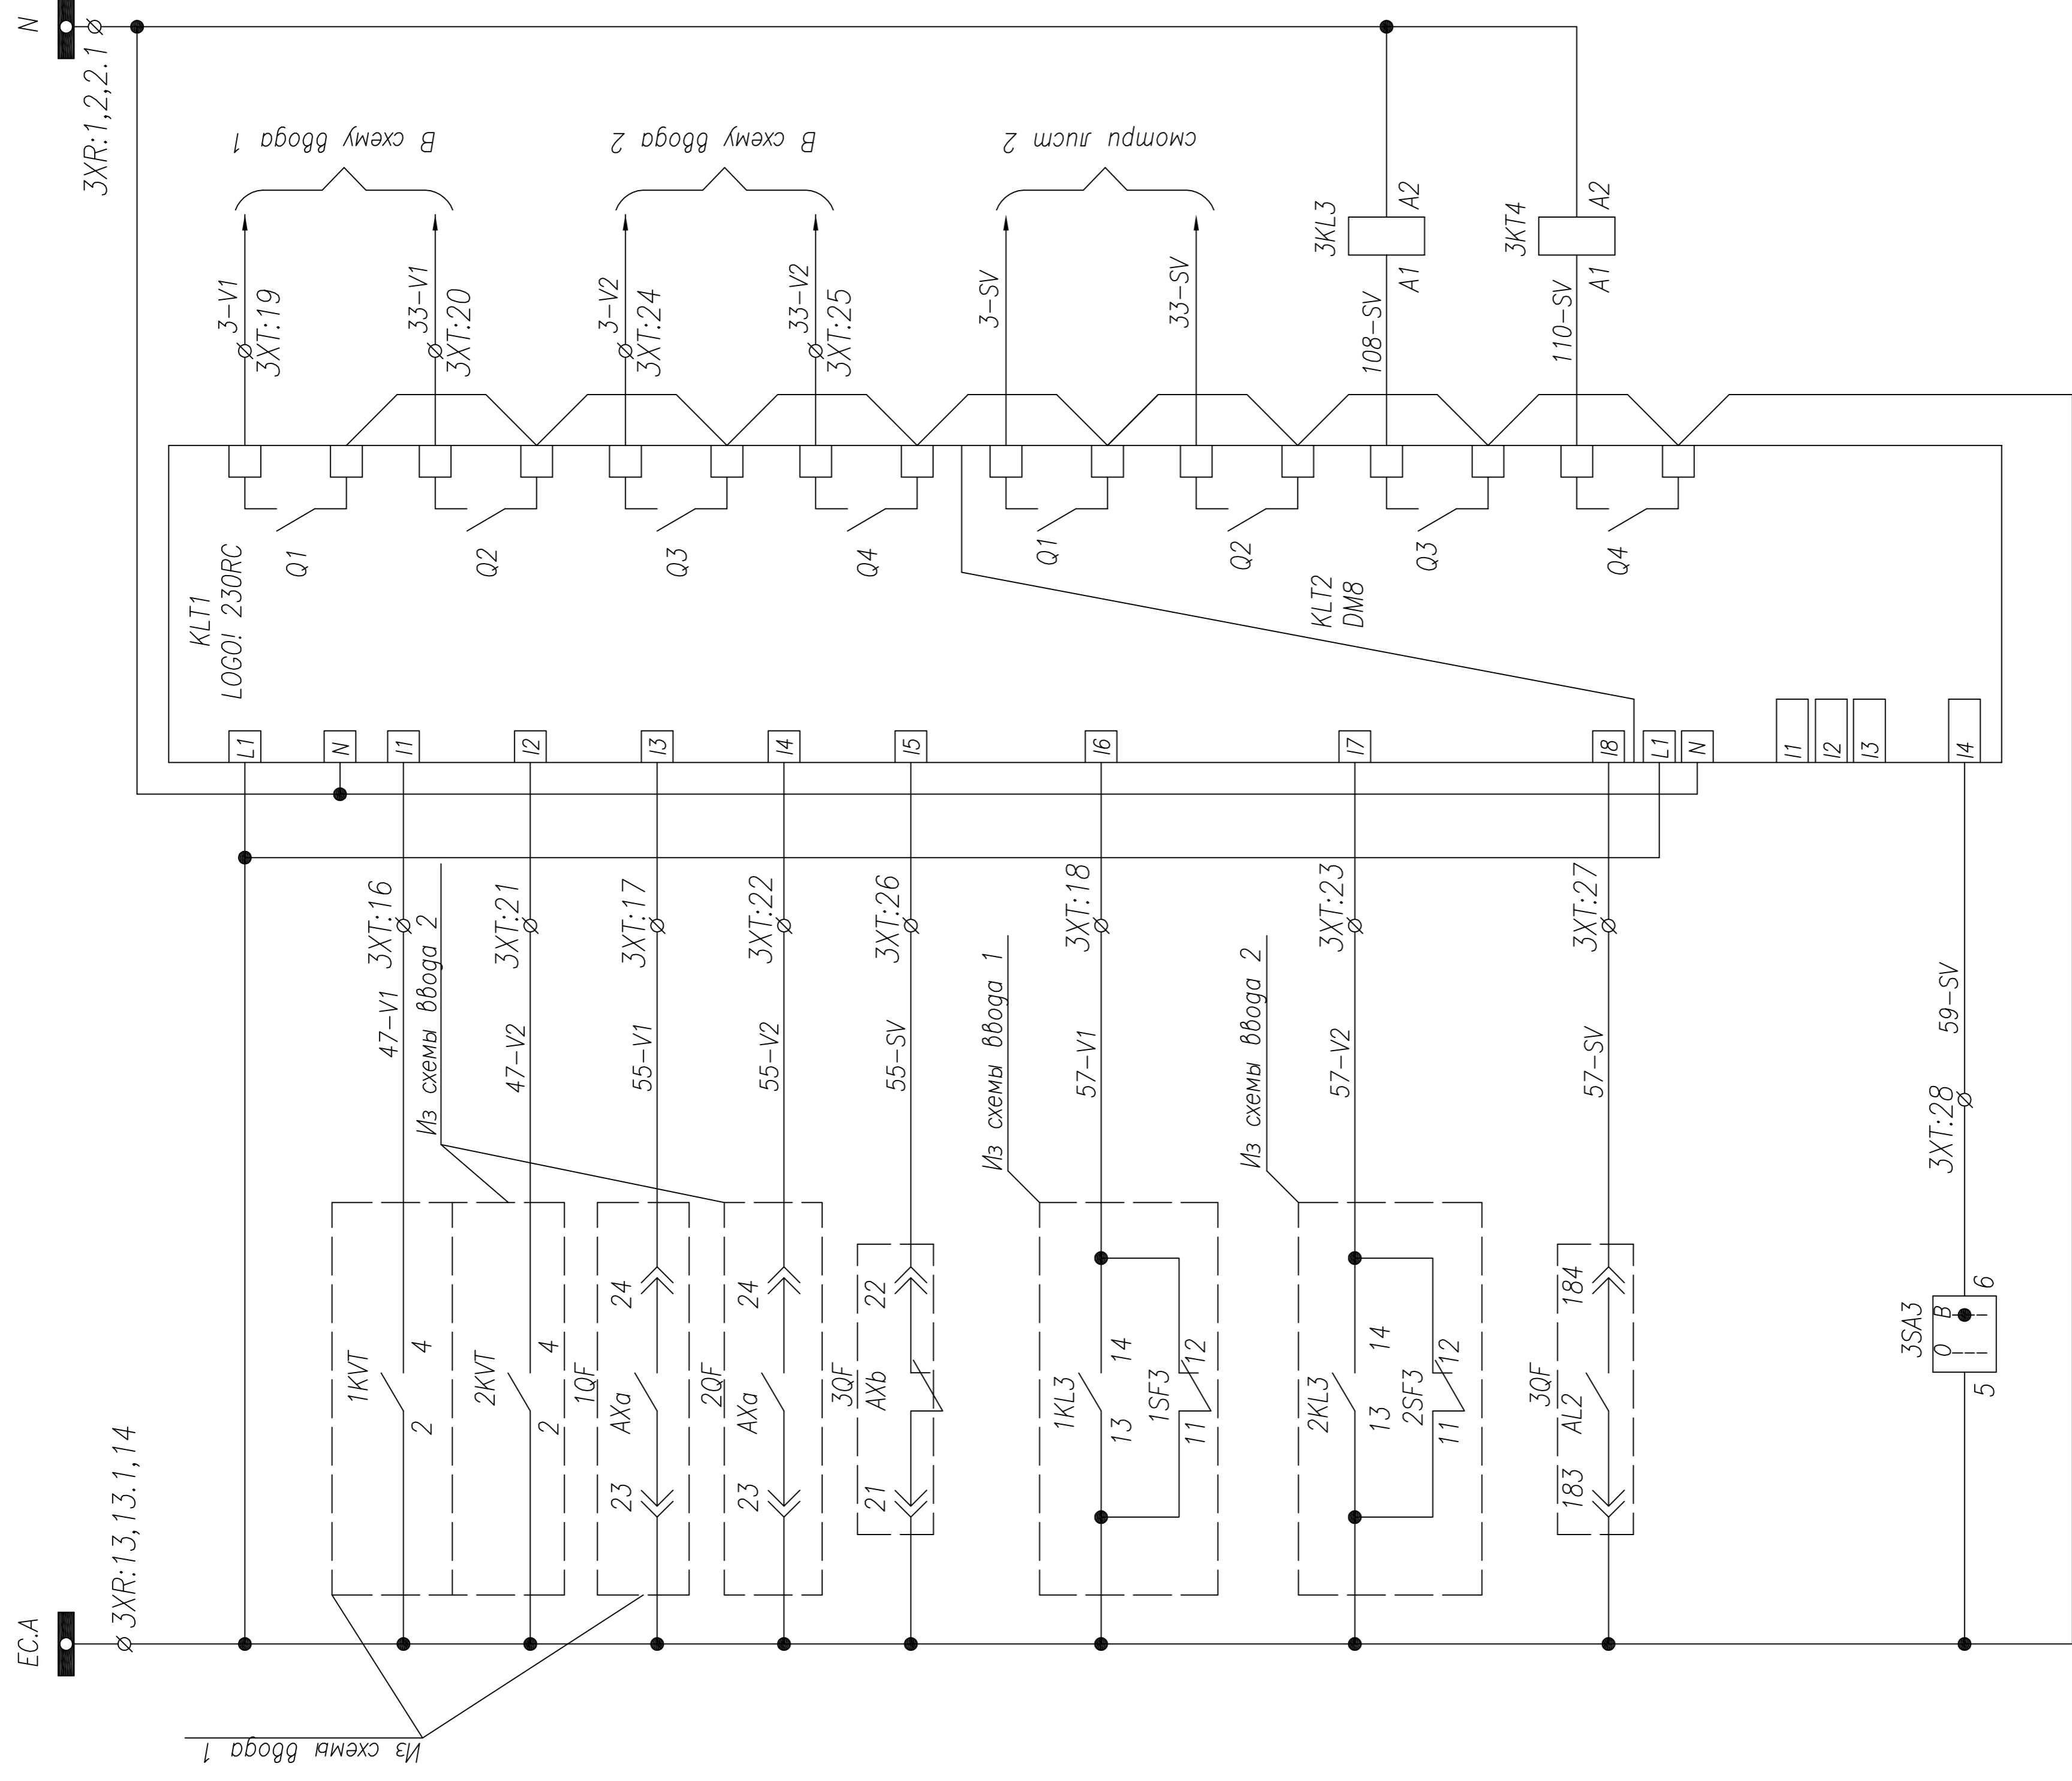 N
3XR:1,2,2.1
В схему ввода 1
В схему ввода 2
смотри лист 2
3-V1
3XT:19
33-V1
3XT:20
3-V2
3XT:24
33-V2
3XT:25
3-SV
33-SV
3KL3
A1
A2
108-SV
3KT4
A1
A2
110-SV
KLT1
LOGO! 230RC
Q1
Q2
Q3
Q4
Q1
Q2
Q3
Q4
KLT2
DM8
L1
N
I1
I2
I3
I4
I5
I6
I7
I8
L1
N
I1
I2
I3
I4
47-V1
3XT:16
Из схемы ввода 2
47-V2
3XT:21
55-V1
3XT:17
55-V2
3XT:22
55-SV
3XT:26
Из схемы ввода 1
57-V1
3XT:18
Из схемы ввода 2
57-V2
3XT:23
57-SV
3XT:27
3XT:28
59-SV
1KVT
2
4
2KVT
2
4
1QF
AXa
23
24
2QF
AXa
23
24
3QF
AXb
21
22
1KL3
13
14
1SF3
11
12
2KL3
13
14
2SF3
11
12
3QF
AL2
183
184
3SA3
О В
5
6
EC.A
3XR:13,13.1,14
Из схемы ввода 1